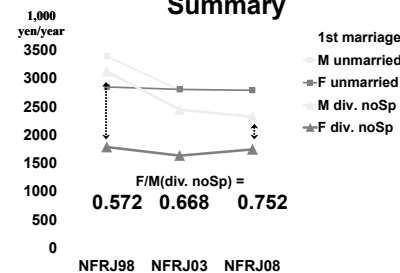 Summary
1,000
yen/year
3500
3000
2500
2000
1500
1000
500
0
1st marriage
M unmarried
F unmarried
M div. noSp
F div. noSp
F/M(div. noSp) =
0.572 0.668 0.752
NFRJ98 NFRJ03 NFRJ08